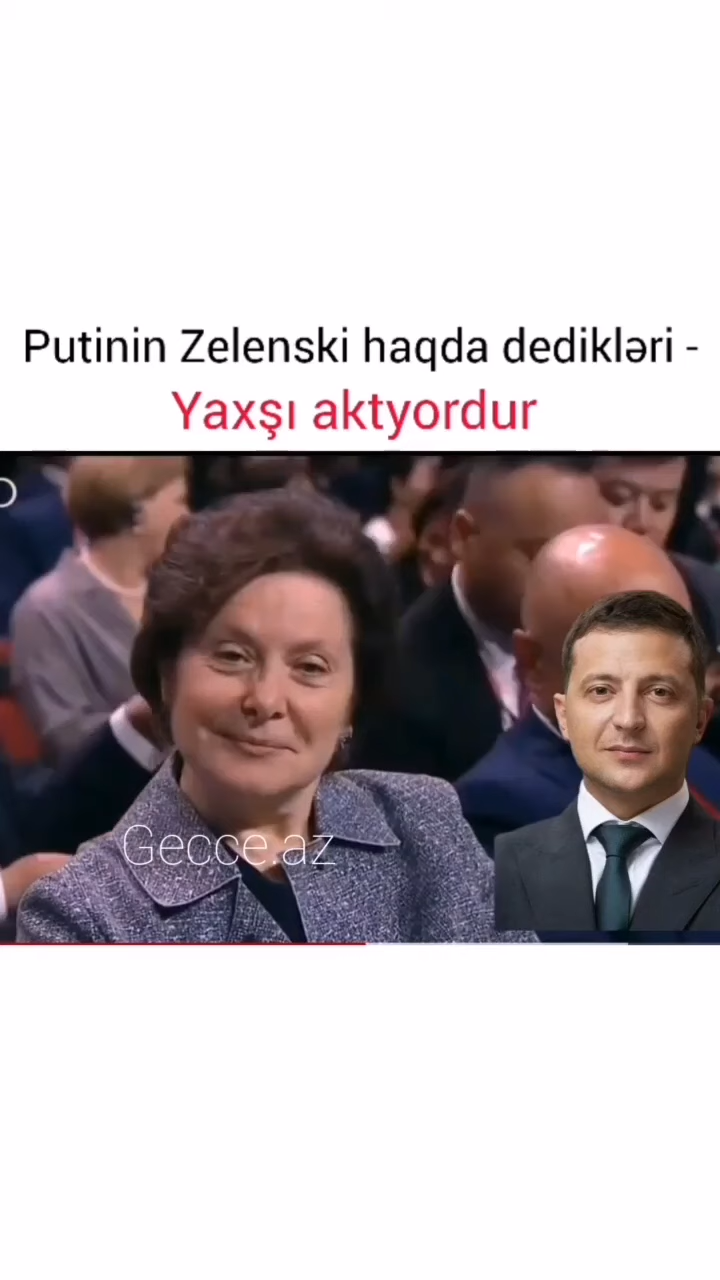 Putinin Zelenski haqda dedikləri -
Yaxşı aktyordur
Gecce.az